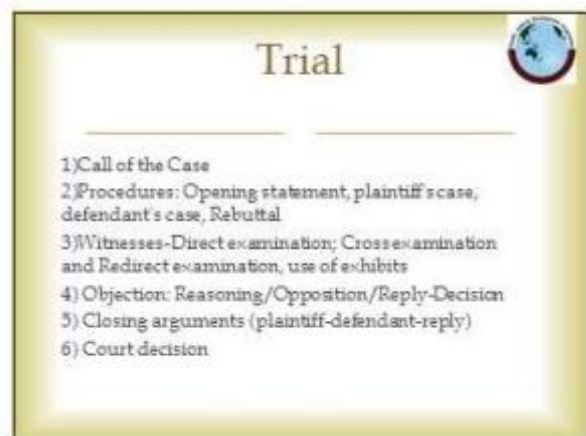 Trial
1)Call of the Case
2)Procedures: Opening statement, plaintiff's case,
defendant's case, Rebuttal
3)Witnesses-Direct examination; Cross examination
and Redirect examination, use of exhibits
4) Objection: Reasoning/Opposition/Reply-Decision
5) Closing arguments (plaintiff-defendant-reply)
6) Court decision